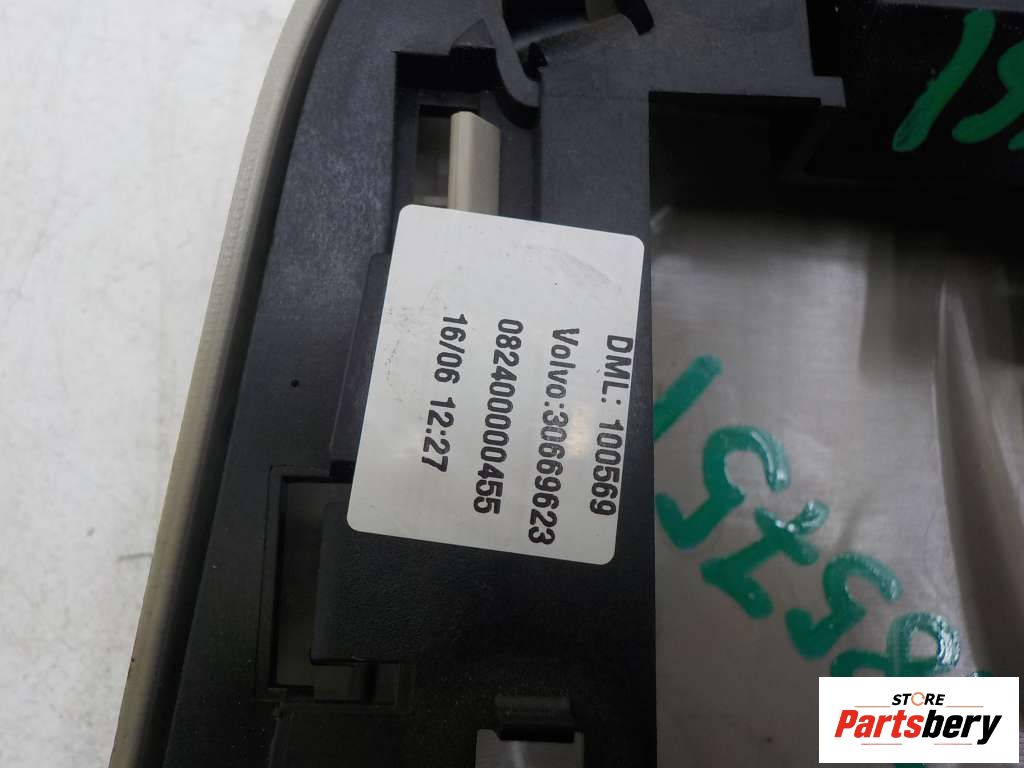 DML: 100569
Volvo:30669623
0824000000455
16/06 12:27
STORE
Partsbery